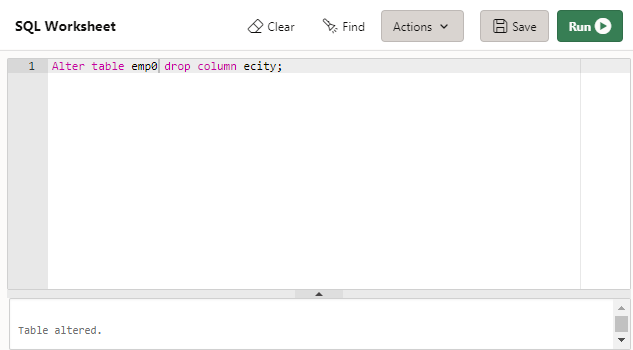 SQL Worksheet Clear Find Actions Save Run
1 Alter table emp0 drop column ecity;
Table altered.